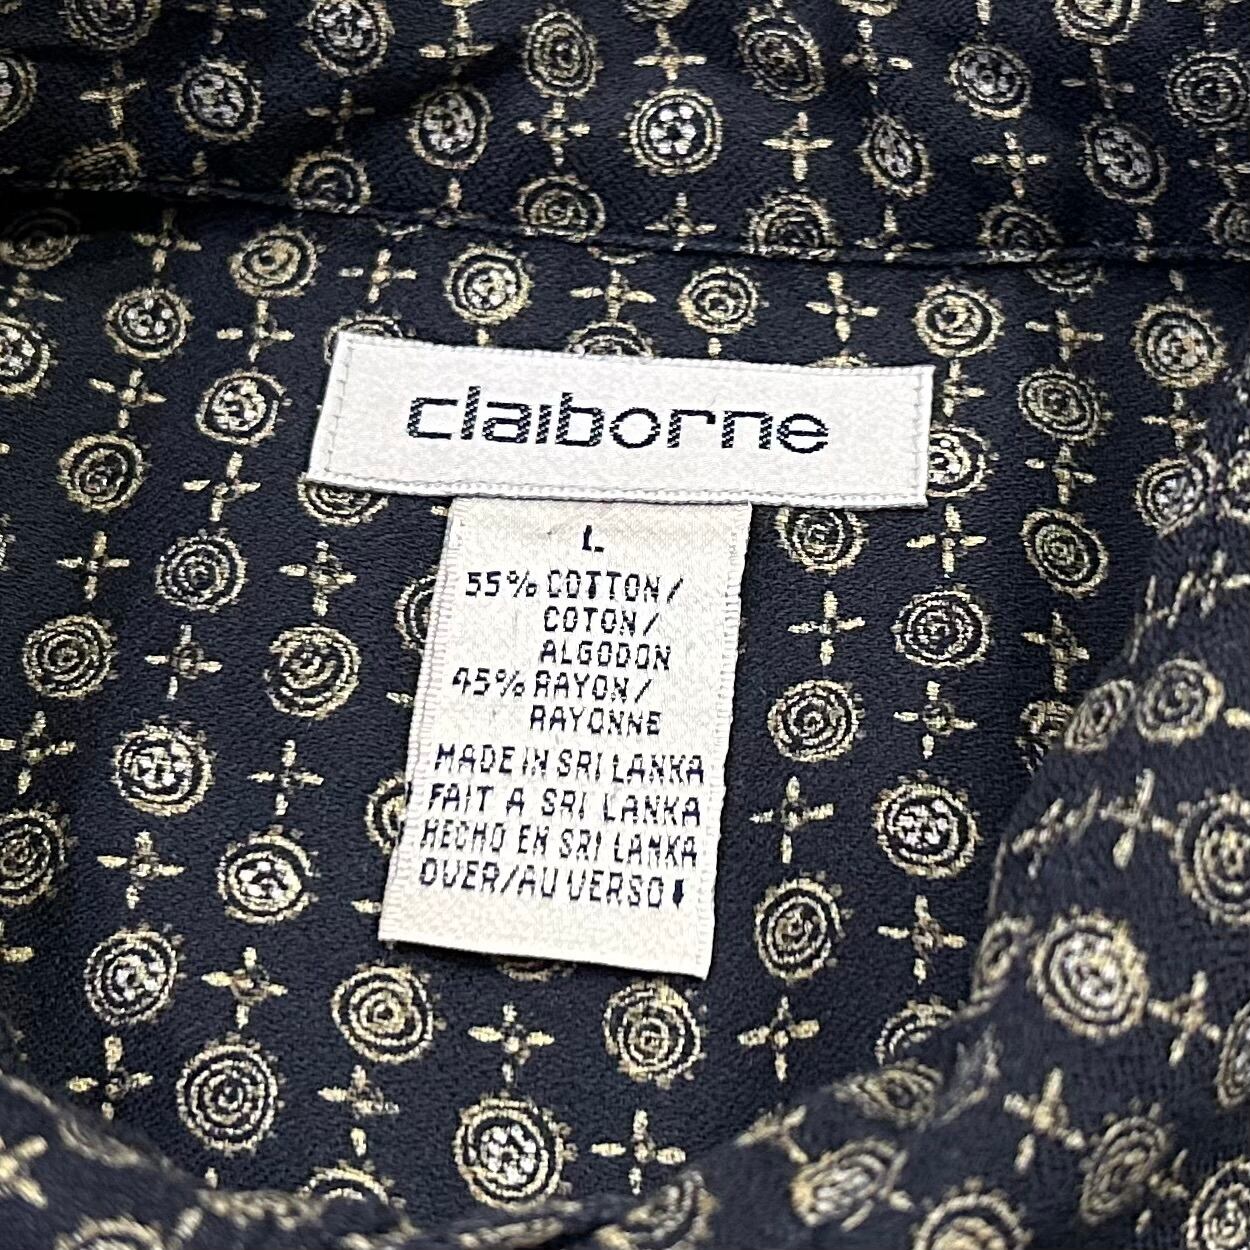 claiborne
L
55% COTTON/
COTON/
ALGODON
45% RAYON/
RAYONNE
MADE IN SRI LANKA
FAIT A SRI LANKA
HECHO EN SRI LANKA
OVER/AU VERSO